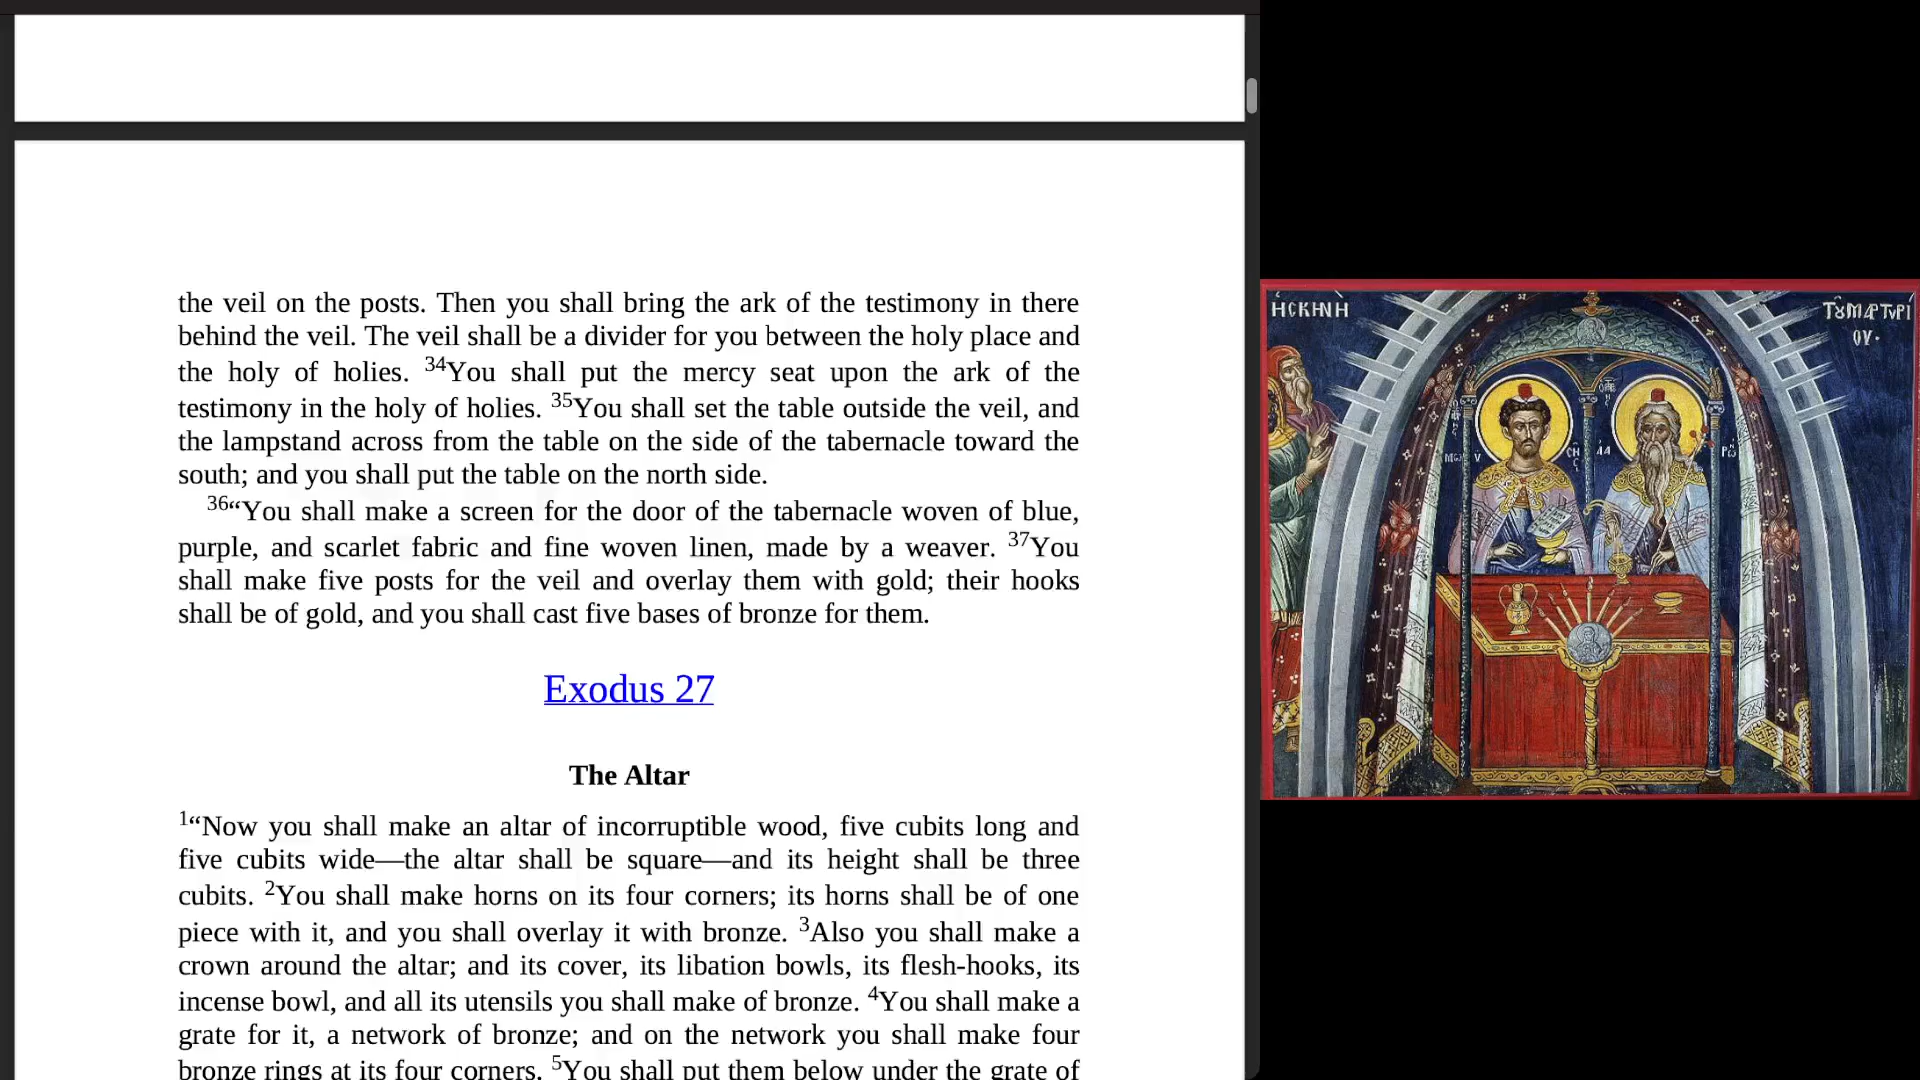 the veil on the posts. Then you shall bring the ark of the testimony in there
behind the veil. The veil shall be a divider for you between the holy place and
the holy of holies. 34You shall put the mercy seat upon the ark of the
testimony in the holy of holies. 35You shall set the table outside the veil, and
the lampstand across from the table on the side of the tabernacle toward the
south; and you shall put the table on the north side.
36“You shall make a screen for the door of the tabernacle woven of blue,
purple, and scarlet fabric and fine woven linen, made by a weaver. 37You
shall make five posts for the veil and overlay them with gold; their hooks
shall be of gold, and you shall cast five bases of bronze for them.
Exodus 27
The Altar
1“Now you shall make an altar of incorruptible wood, five cubits long and
five cubits wide—the altar shall be square—and its height shall be three
cubits. 2You shall make horns on its four corners; its horns shall be of one
piece with it, and you shall overlay it with bronze. 3Also you shall make a
crown around the altar; and its cover, its libation bowls, its flesh-hooks, its
incense bowl, and all its utensils you shall make of bronze. 4You shall make a
grate for it, a network of bronze; and on the network you shall make four
bronze rings at its four corners. 5You shall put them below under the grate of
ἩCΚΗΝῊ
ΤȢΜΑΡΤΥΡΙ
ΟΥ·